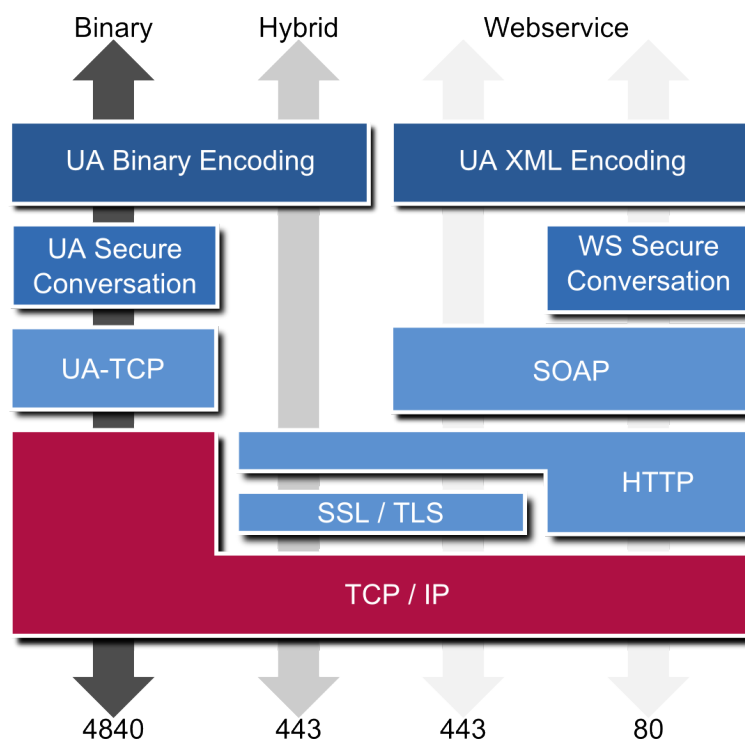 Binary
Hybrid
Webservice
UA Binary Encoding
UA XML Encoding
UA Secure
Conversation
WS Secure
Conversation
UA-TCP
SOAP
HTTP
SSL / TLS
TCP / IP
4840
443
443
80